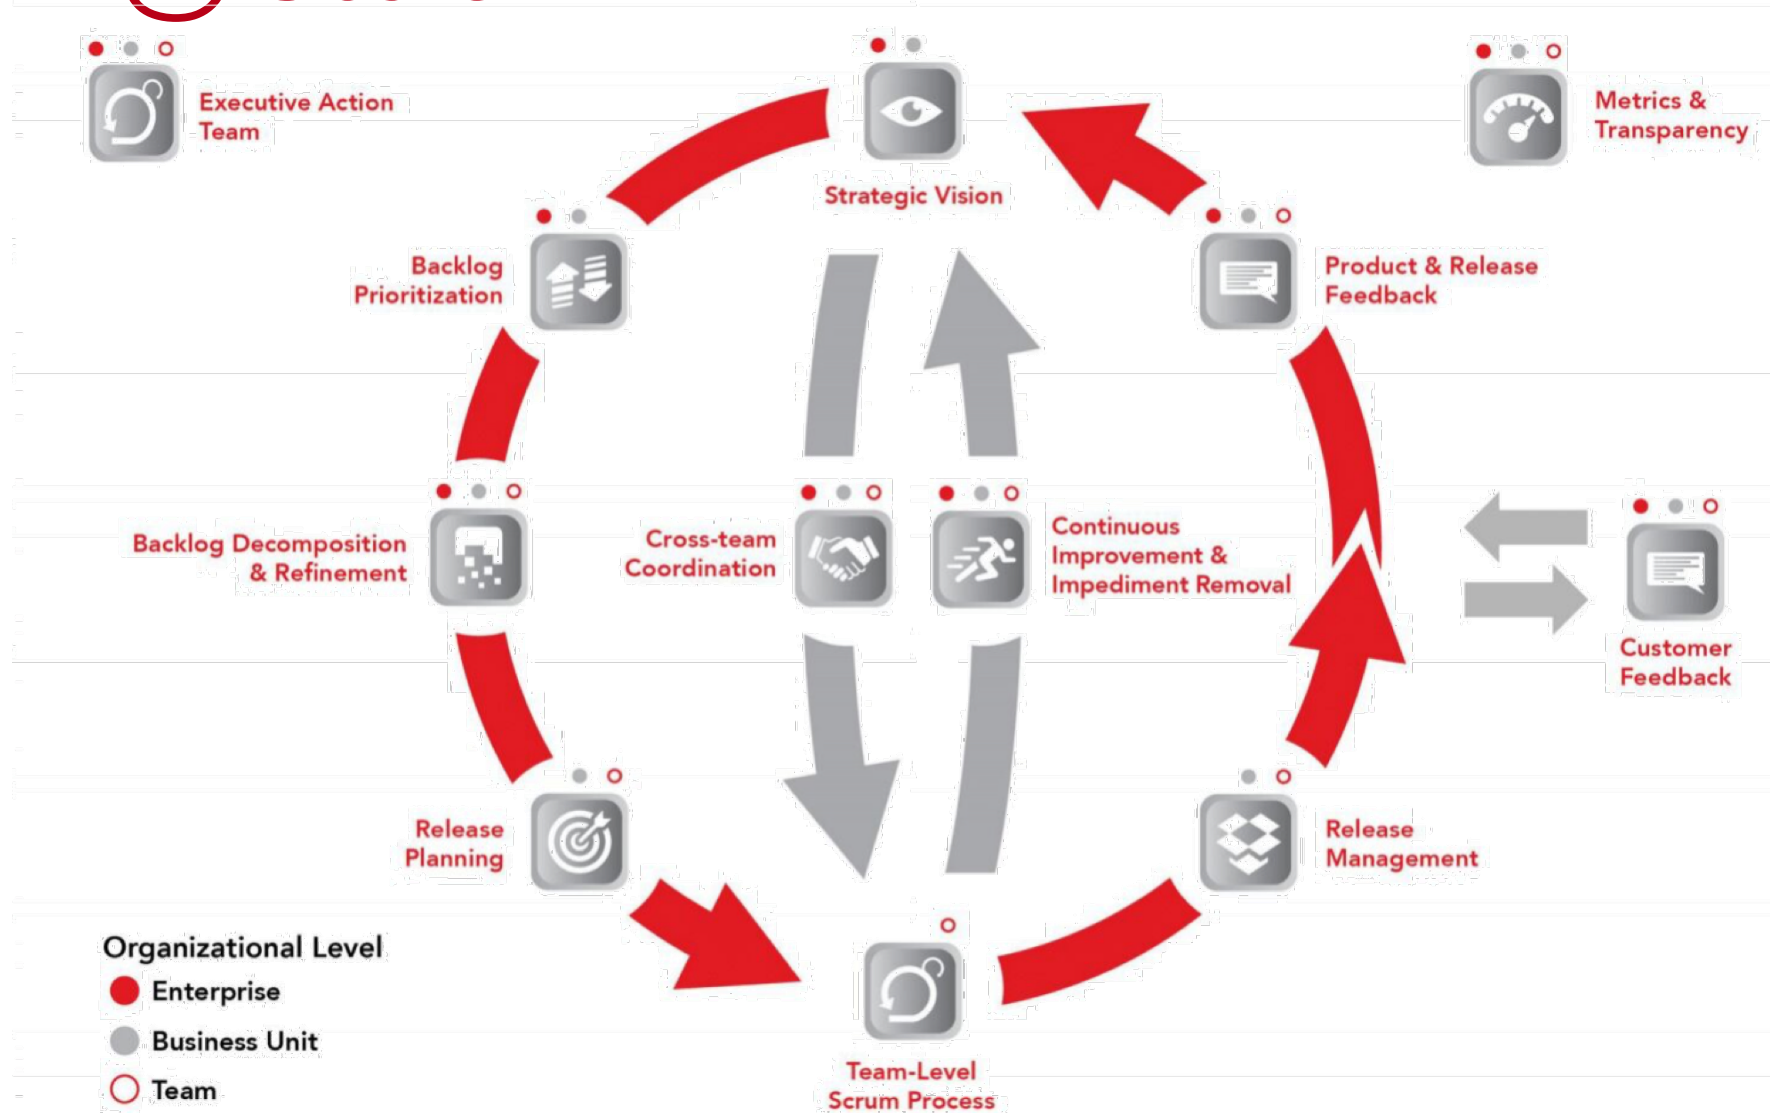 Executive Action
Team
Strategic Vision
Metrics &
Transparency
Backlog
Prioritization
Product & Release
Feedback
Backlog Decomposition
& Refinement
Cross-team
Coordination
Continuous
Improvement &
Impediment Removal
Customer
Feedback
Release
Planning
Release
Management
Organizational Level
Enterprise
Business Unit
Team
Team-Level
Scrum Process